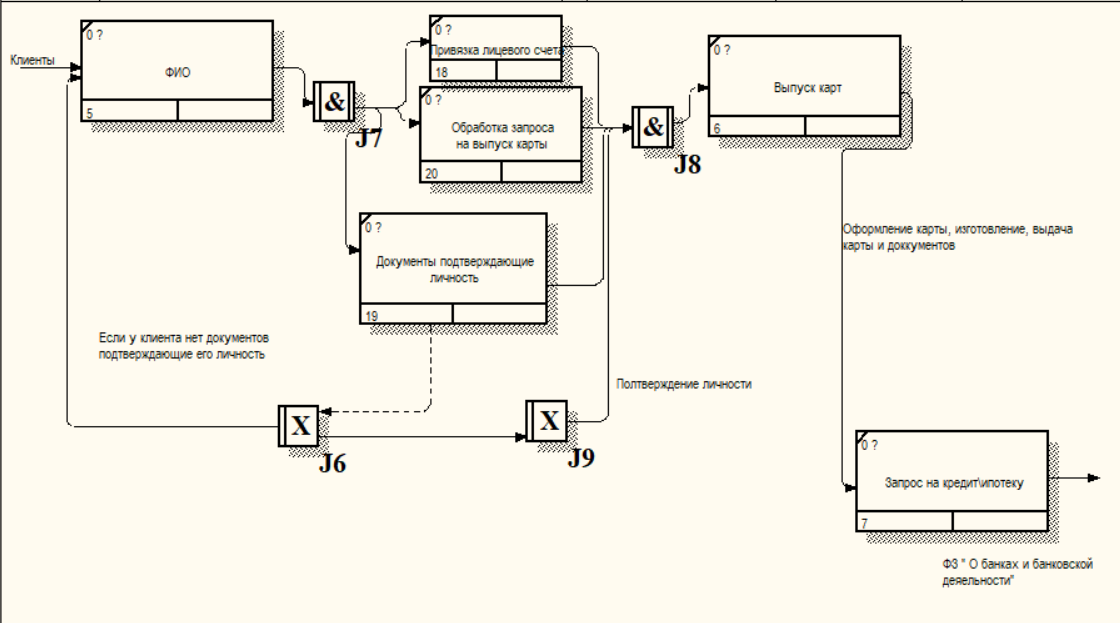 Клиенты
0 ?
ФИО
5
&
J7
0 ?
Привязка лицевого счета
18
0 ?
Обработка запроса
на выпуск карты
20
0 ?
Документы подтверждающие
личность
19
&
J8
0 ?
Выпуск карт
6
Оформление карты, изготовление, выдача
карты и доккументов
Если у клиента нет документов
подтверждающие его личность
X
J6
X
J9
Полтверждение личности
0 ?
Запрос на кредит\ипотеку
7
ФЗ " О банках и банковской
деяельности"